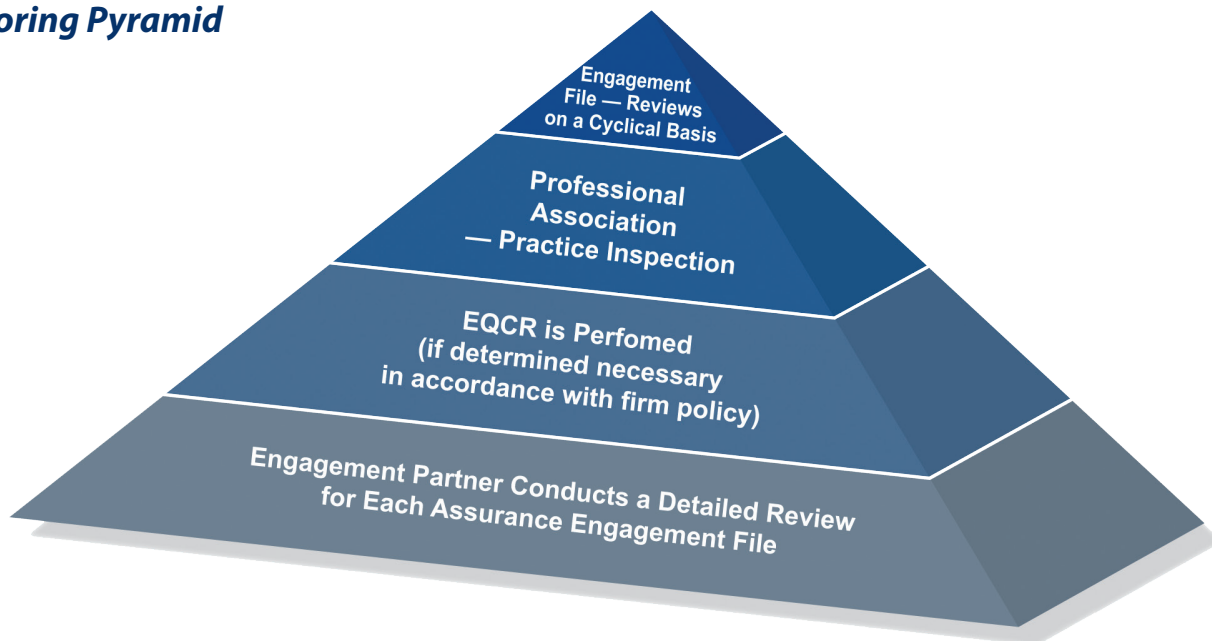 oring Pyramid
Engagement
File — Reviews
on a Cyclical Basis
Professional
Association
— Practice Inspection
EQCR is Perfomed
(if determined necessary
in accordance with firm policy)
Engagement Partner Conducts a Detailed Review
for Each Assurance Engagement File